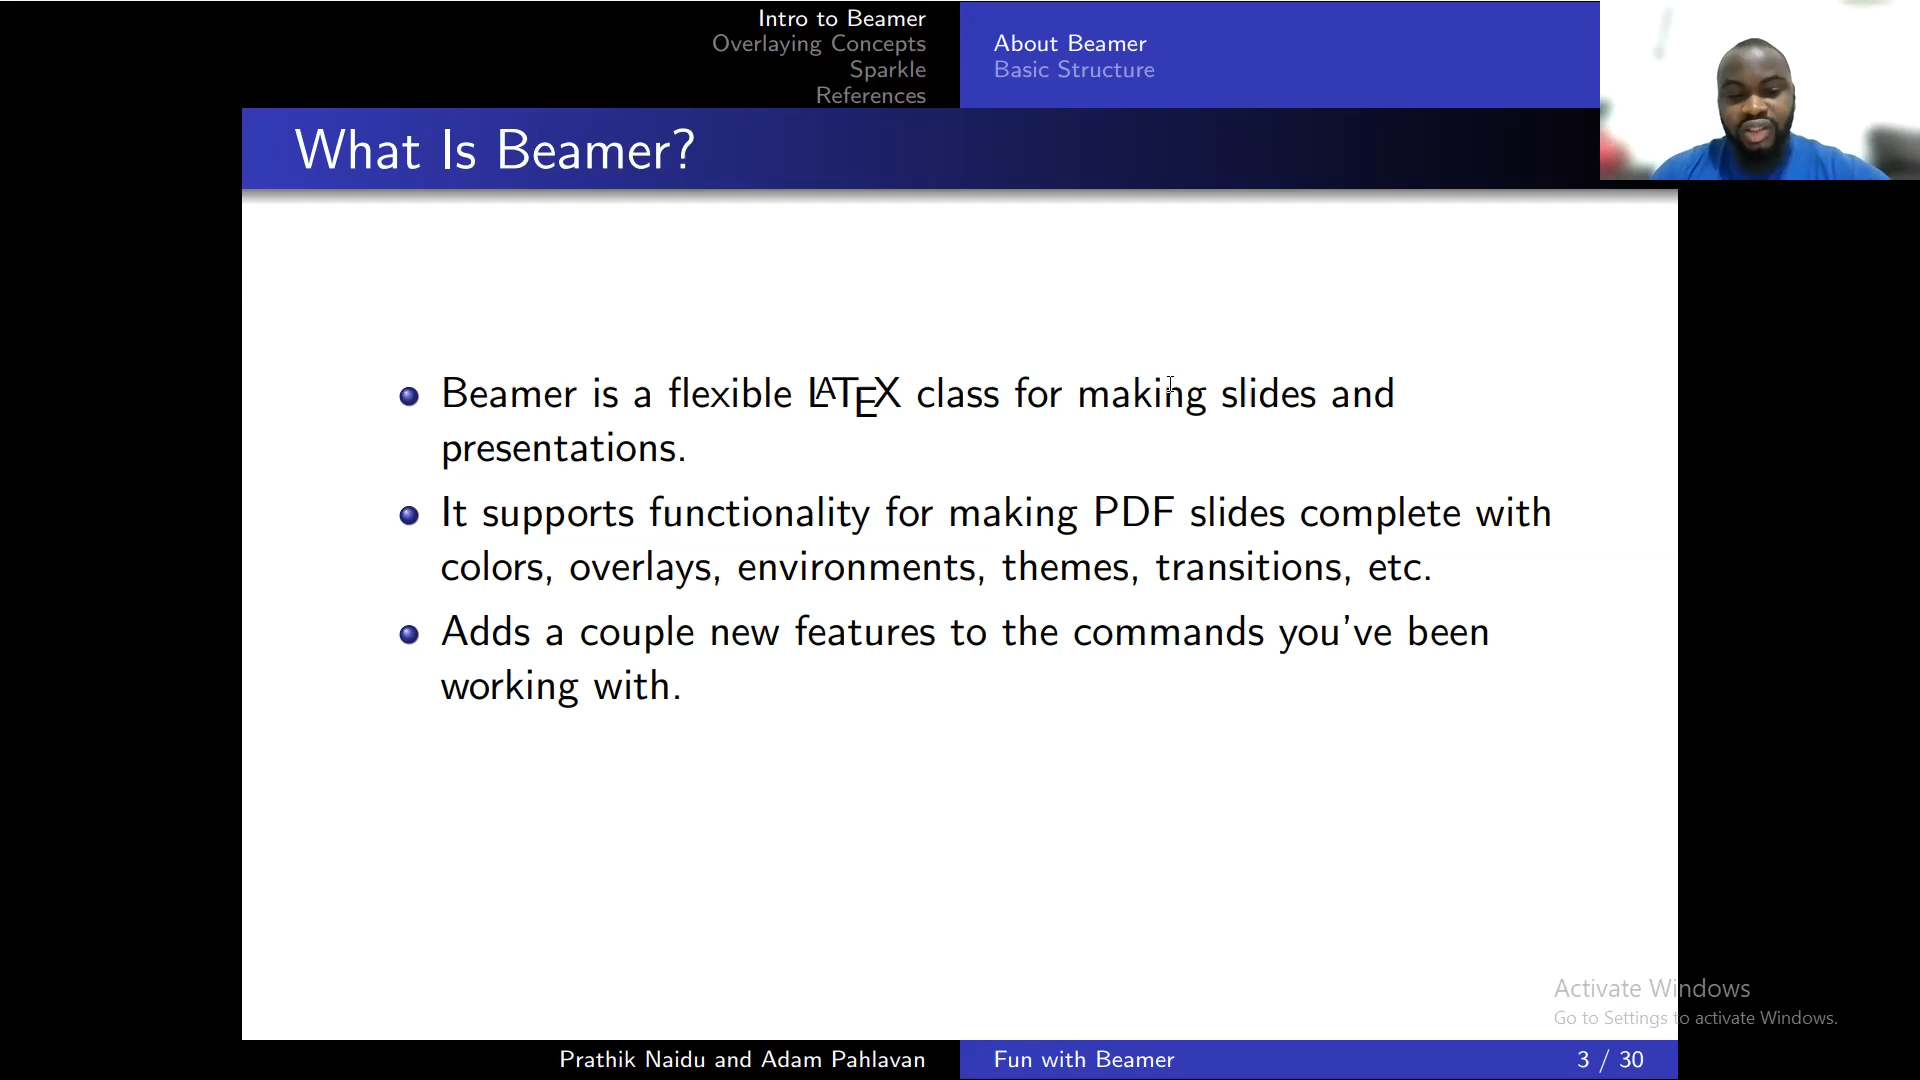 Intro to Beamer
Overlaying Concepts
Sparkle
References
About Beamer
Basic Structure
What Is Beamer?
Beamer is a flexible LATEX class for making slides and
presentations.
It supports functionality for making PDF slides complete with
colors, overlays, environments, themes, transitions, etc.
Adds a couple new features to the commands you've been
working with.
Activate Windows
Go to Settings to activate Windows.
Prathik Naidu and Adam Pahlavan
Fun with Beamer
3 / 30